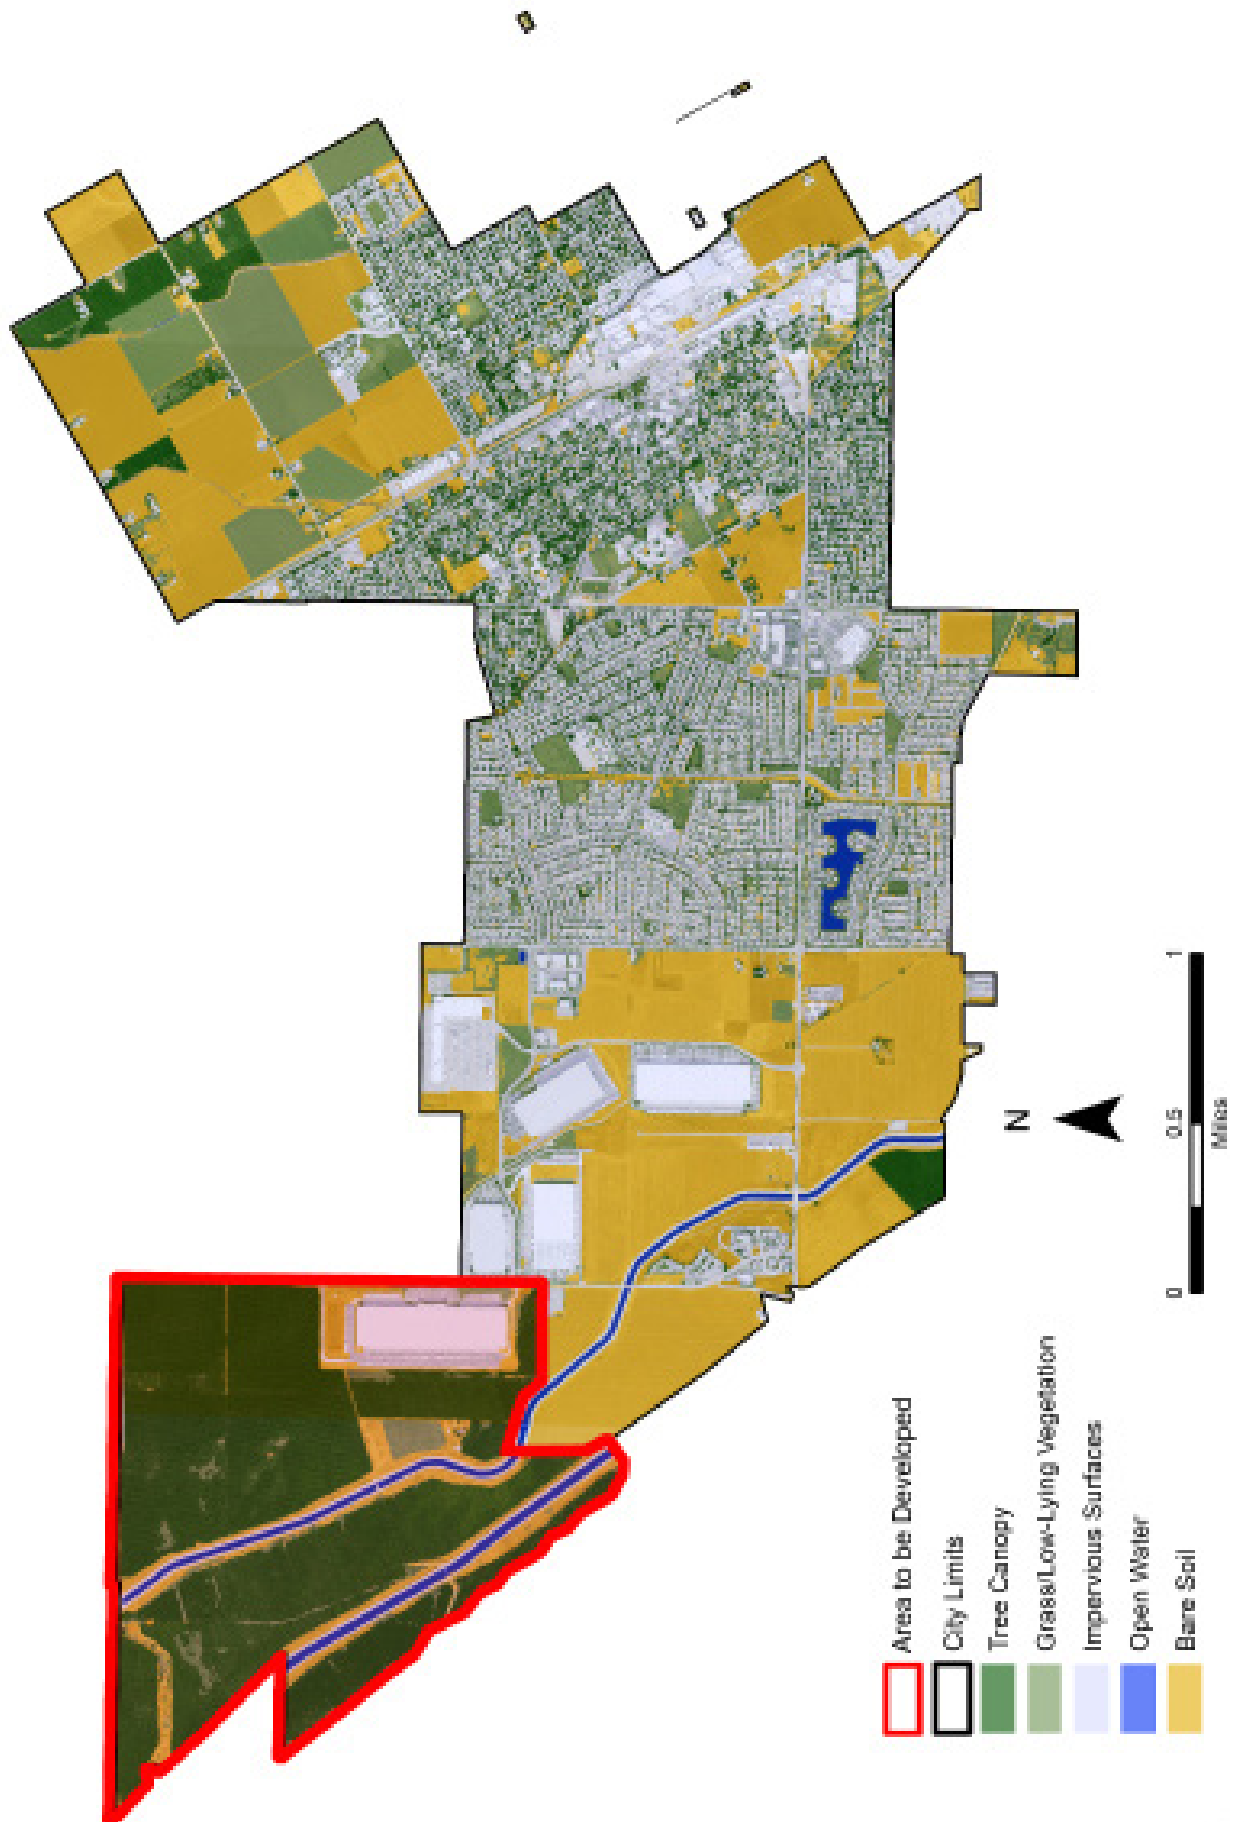 Area to be Developed
City Limits
Tree Canopy
Grass/Low-Lying Vegetation
Impervious Surfaces
Open Water
Bare Soil
N
0 0.5 1
Miles